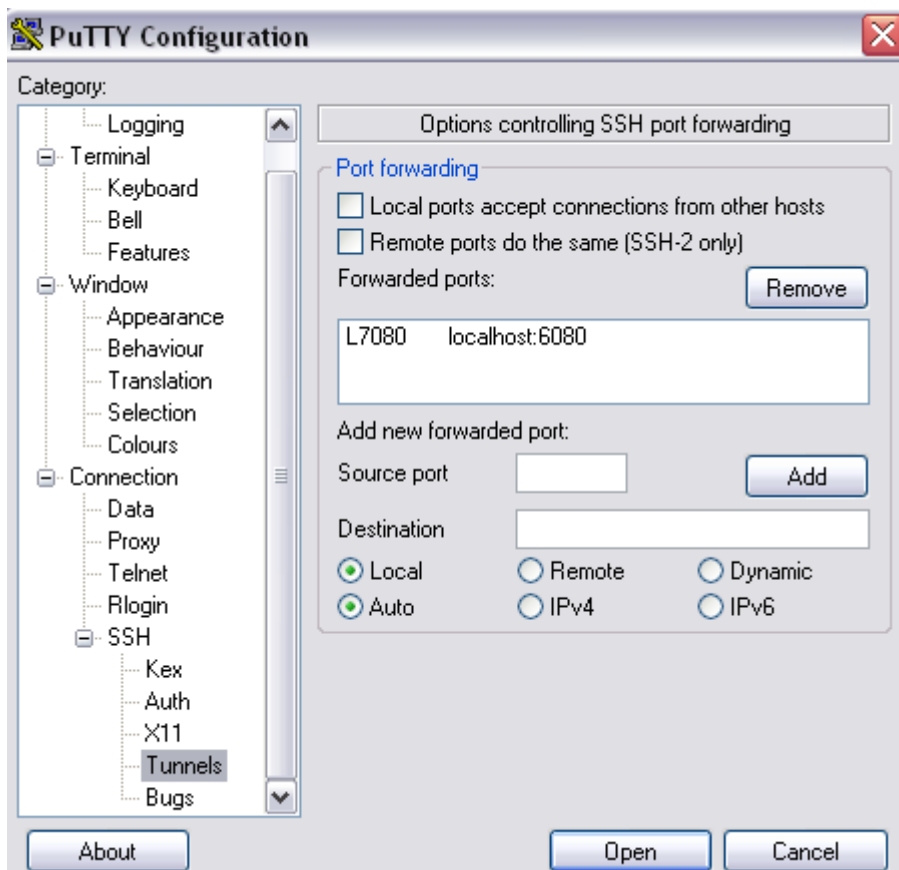 PuTTY Configuration
Category:
Logging
Terminal
Keyboard
Bell
Features
Window
Appearance
Behaviour
Translation
Selection
Colours
Connection
Data
Proxy
Telnet
Rlogin
SSH
Kex
Auth
X11
Tunnels
Bugs
Options controlling SSH port forwarding
Port forwarding
Local ports accept connections from other hosts
Remote ports do the same (SSH-2 only)
Forwarded ports:
Remove
L7080 localhost:6080
Add new forwarded port:
Source port
Add
Destination
Local Remote Dynamic
Auto IPv4 IPv6
About Open Cancel